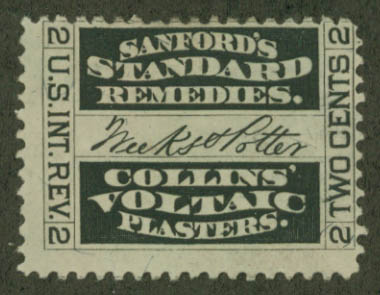 SANFORD'S
STANDARD
REMEDIES.
Weeks & Potter
COLLINS'
VOLTAIC
PLASTERS.
2 U.S. INT. REV. 2
2 TWO CENTS 2